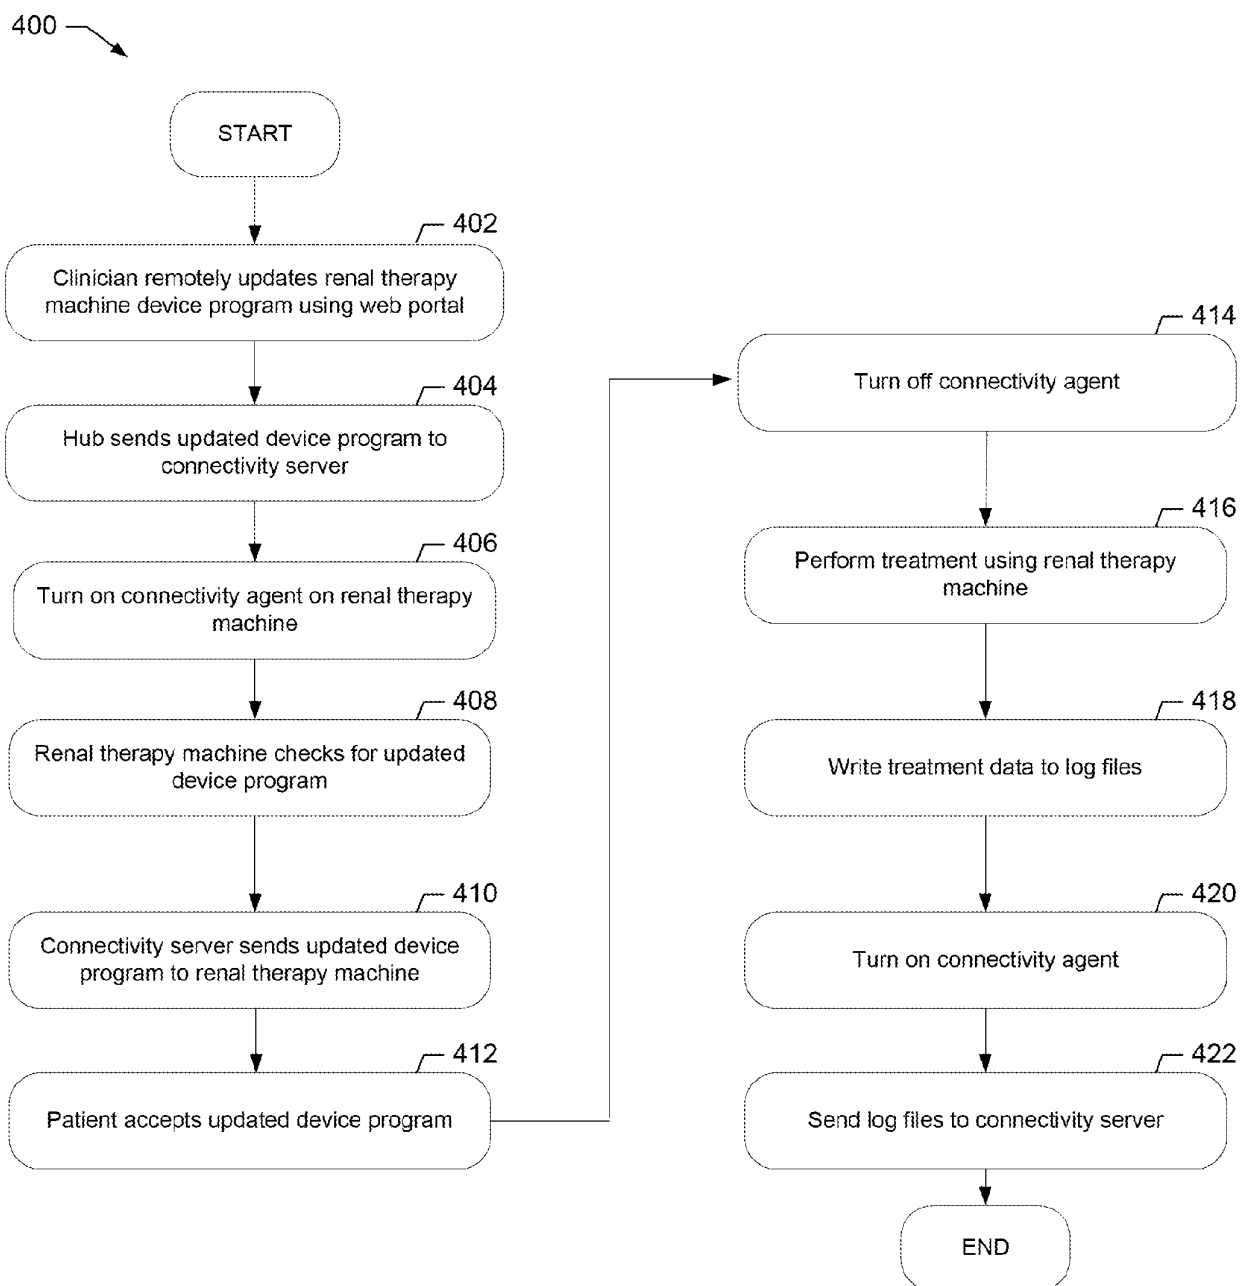 400
START
402
Clinician remotely updates renal therapy
machine device program using web portal
404
Hub sends updated device program to
connectivity server
406
Turn on connectivity agent on renal therapy
machine
408
Renal therapy machine checks for updated
device program
410
Connectivity server sends updated device
program to renal therapy machine
412
Patient accepts updated device program
414
Turn off connectivity agent
416
Perform treatment using renal therapy
machine
418
Write treatment data to log files
420
Turn on connectivity agent
422
Send log files to connectivity server
END